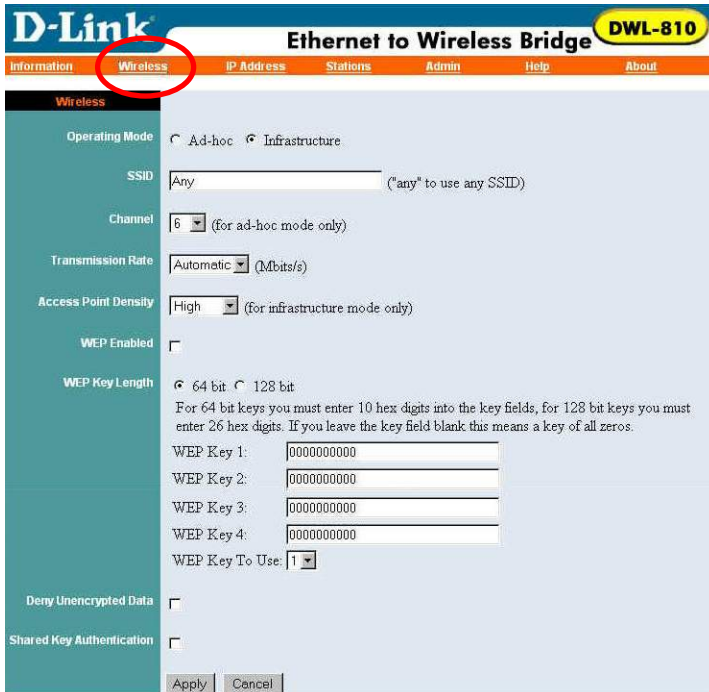 D-Link
Ethernet to Wireless Bridge
DWL-810
Information Wireless IP Address Stations Admin Help About
Wireless
Operating Mode Ad-hoc Infrastructure
SSID Any ("any" to use any SSID)
Channel 6 (for ad-hoc mode only)
Transmission Rate Automatic (Mbits/s)
Access Point Density High (for infrastructure mode only)
WEP Enabled
WEP Key Length 64 bit 128 bit
For 64 bit keys you must enter 10 hex digits into the key fields, for 128 bit keys you must
enter 26 hex digits. If you leave the key field blank this means a key of all zeros.
WEP Key 1: 0000000000
WEP Key 2: 0000000000
WEP Key 3: 0000000000
WEP Key 4: 0000000000
WEP Key To Use: 1
Deny Unencrypted Data
Shared Key Authentication
Apply Cancel